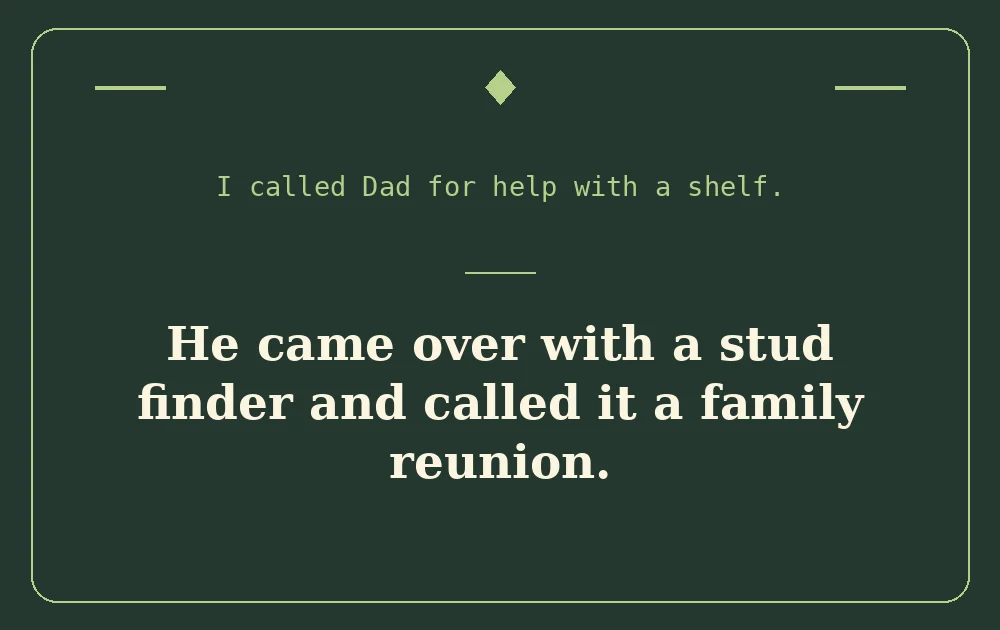 I called Dad for help with a shelf.
He came over with a stud
finder and called it a family
reunion.